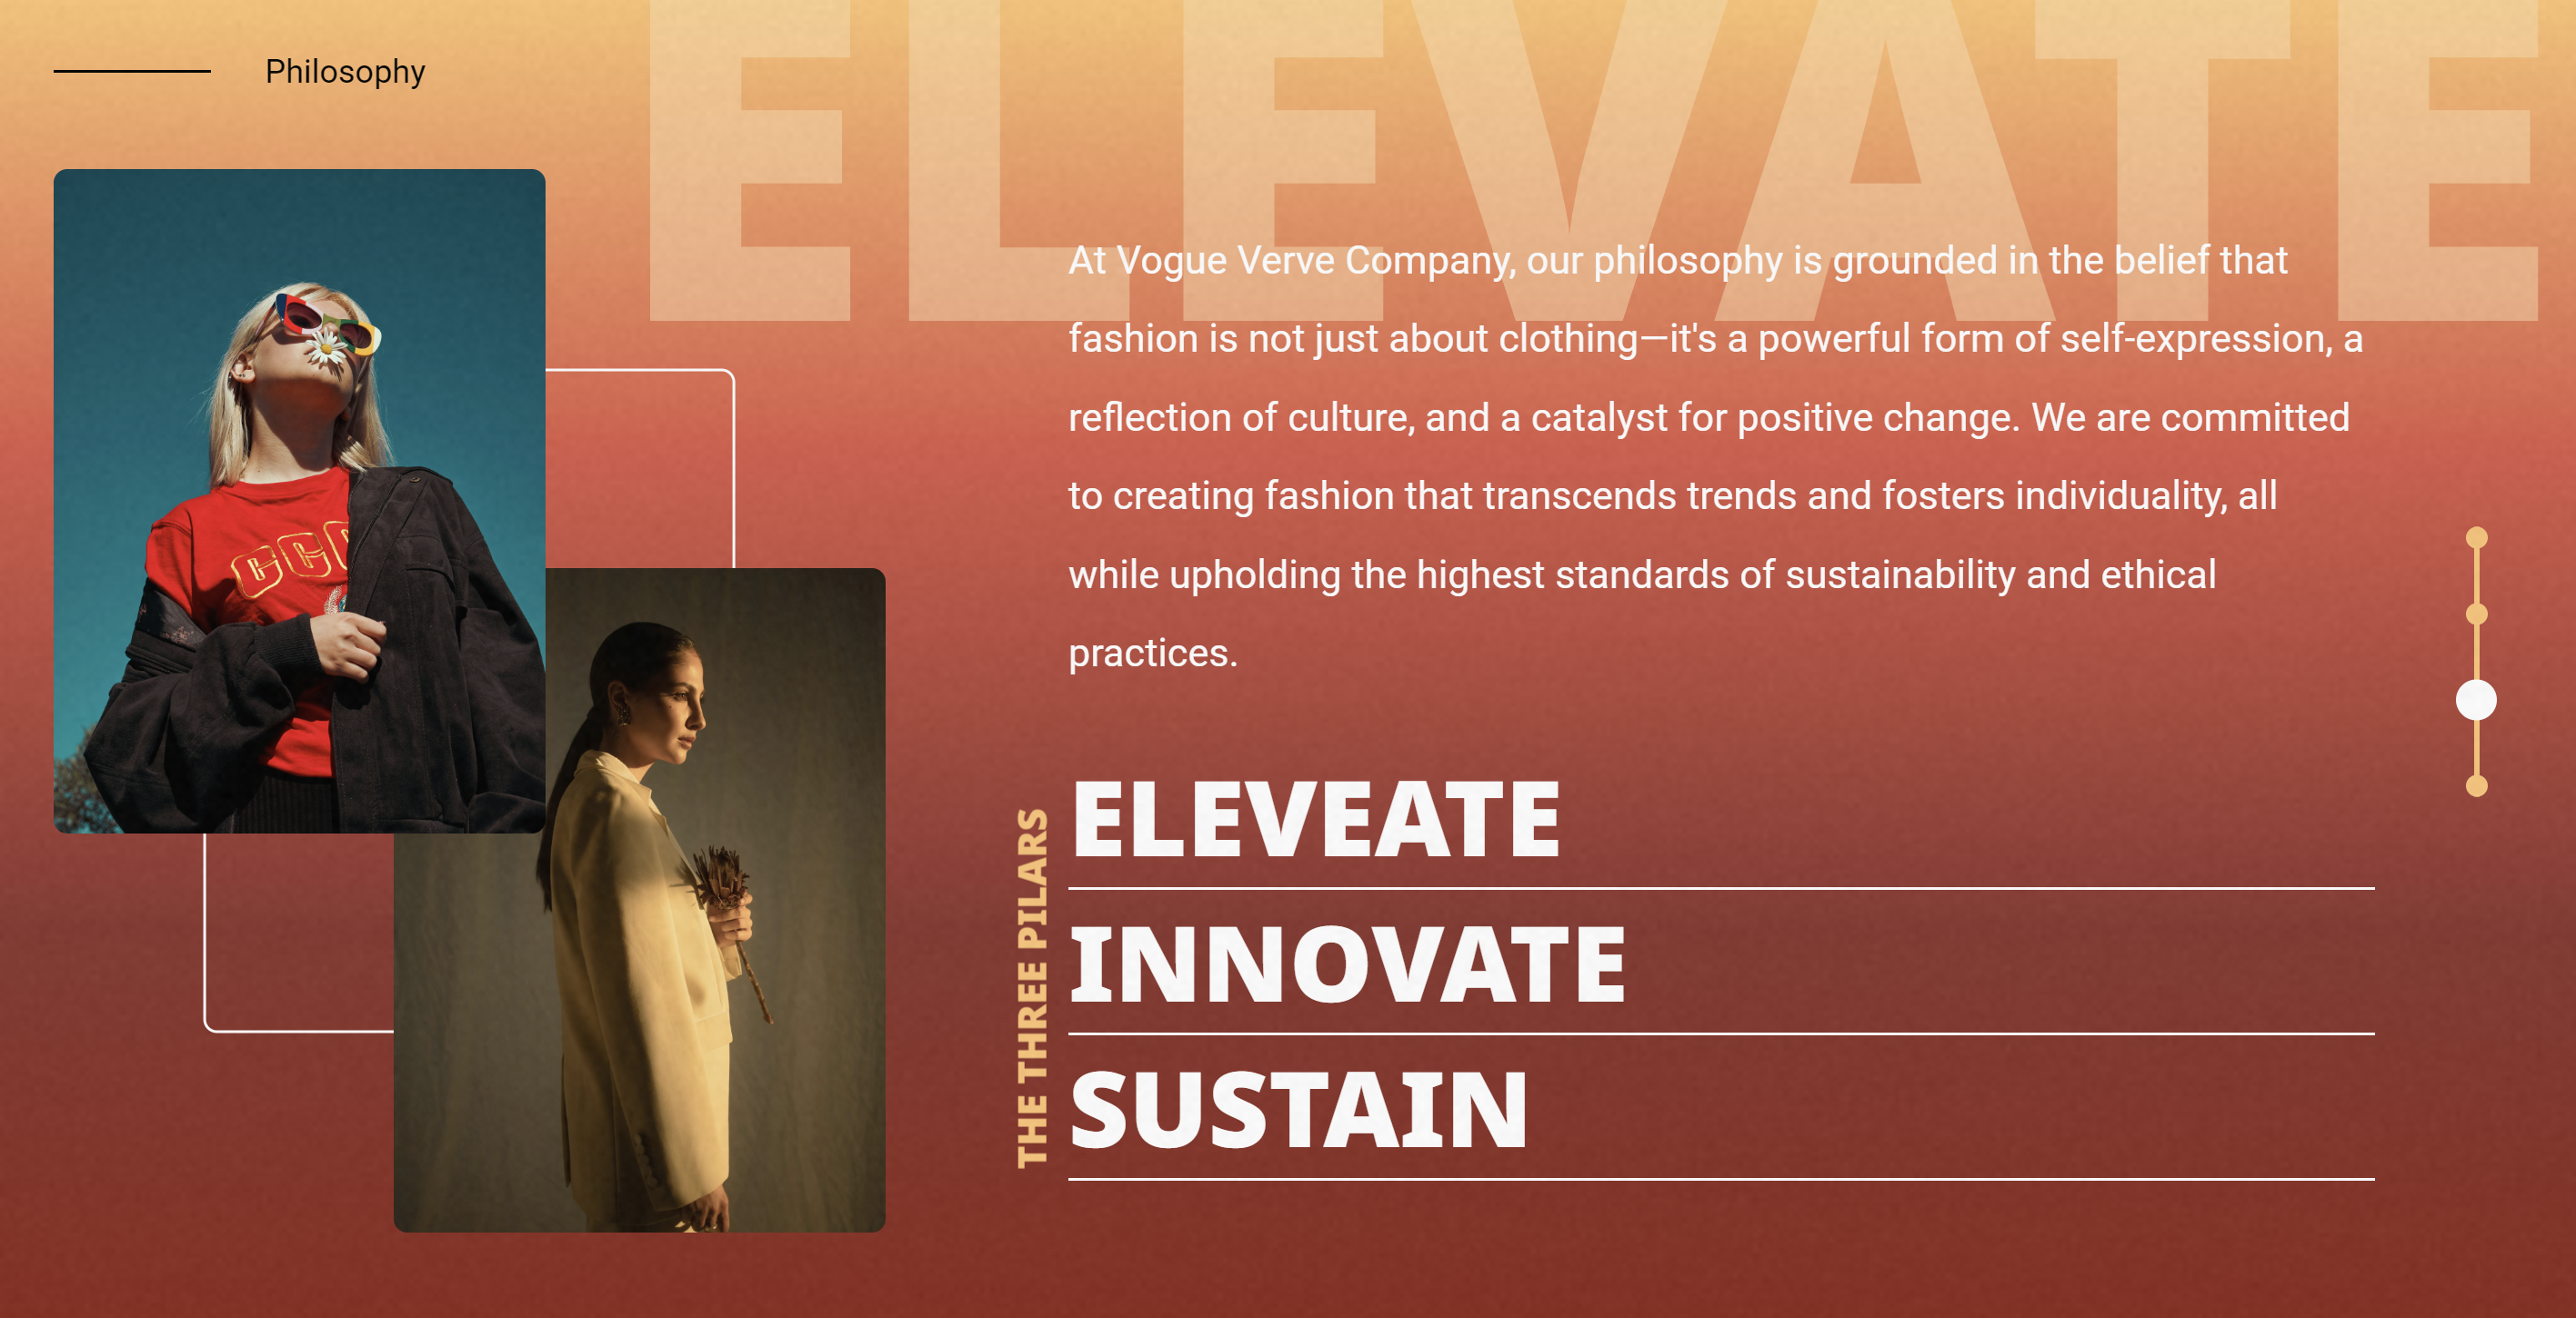 ELEVATE
Philosophy
At Vogue Verve Company, our philosophy is grounded in the belief that
fashion is not just about clothing—it's a powerful form of self-expression, a
reflection of culture, and a catalyst for positive change. We are committed
to creating fashion that transcends trends and fosters individuality, all
while upholding the highest standards of sustainability and ethical
practices.
THE THREE PILARS
ELEVEATE
INNOVATE
SUSTAIN